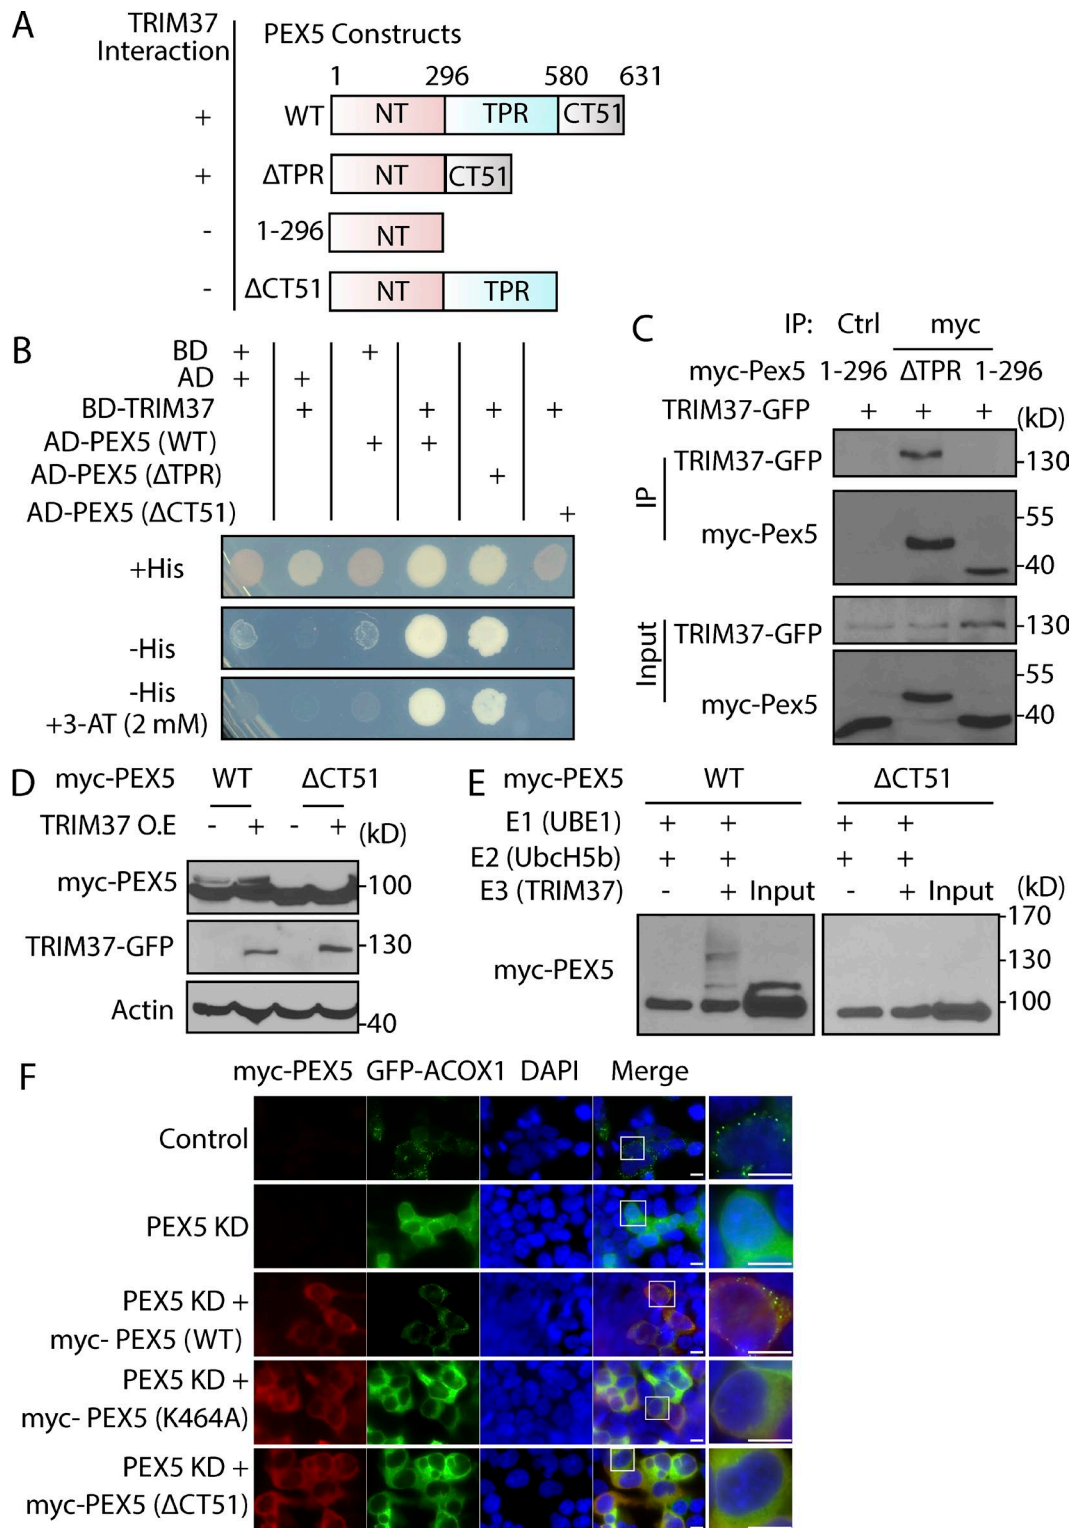 A
TRIM37 Interaction
PEX5 Constructs
1 296 580 631
+ WT NT TPR CT51
+ ΔTPR NT CT51
- 1-296 NT
- ΔCT51 NT TPR
B
BD + +
AD + +
BD-TRIM37 + + + +
AD-PEX5 (WT) + +
AD-PEX5 (ΔTPR) +
AD-PEX5 (ΔCT51) +
+His
-His
-His
+3-AT (2 mM)
C
IP: Ctrl myc
myc-Pex5 1-296 ΔTPR 1-296
TRIM37-GFP + + + (kD)
IP
TRIM37-GFP -130
myc-Pex5 -55
-40
Input
TRIM37-GFP -130
myc-Pex5 -55
-40
D
myc-PEX5 WT ΔCT51
TRIM37 O.E - + - + (kD)
myc-PEX5 -100
TRIM37-GFP -130
Actin -40
E
myc-PEX5 WT ΔCT51
E1 (UBE1) + + + +
E2 (UbcH5b) + + + +
E3 (TRIM37) - + Input - + Input (kD)
myc-PEX5
-170
-130
-100
F
myc-PEX5 GFP-ACOX1 DAPI Merge
Control
PEX5 KD
PEX5 KD +
myc- PEX5 (WT)
PEX5 KD +
myc- PEX5 (K464A)
PEX5 KD +
myc-PEX5 (ΔCT51)